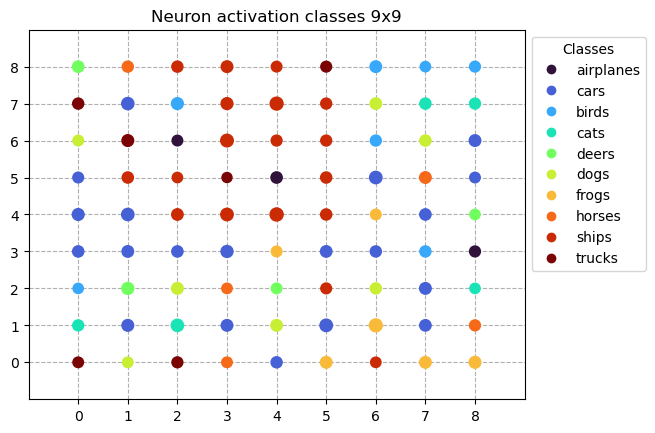 Neuron activation classes 9x9
8
7
6
5
4
3
2
1
0
0 1 2 3 4 5 6 7 8
Classes
airplanes
cars
birds
cats
deers
dogs
frogs
horses
ships
trucks